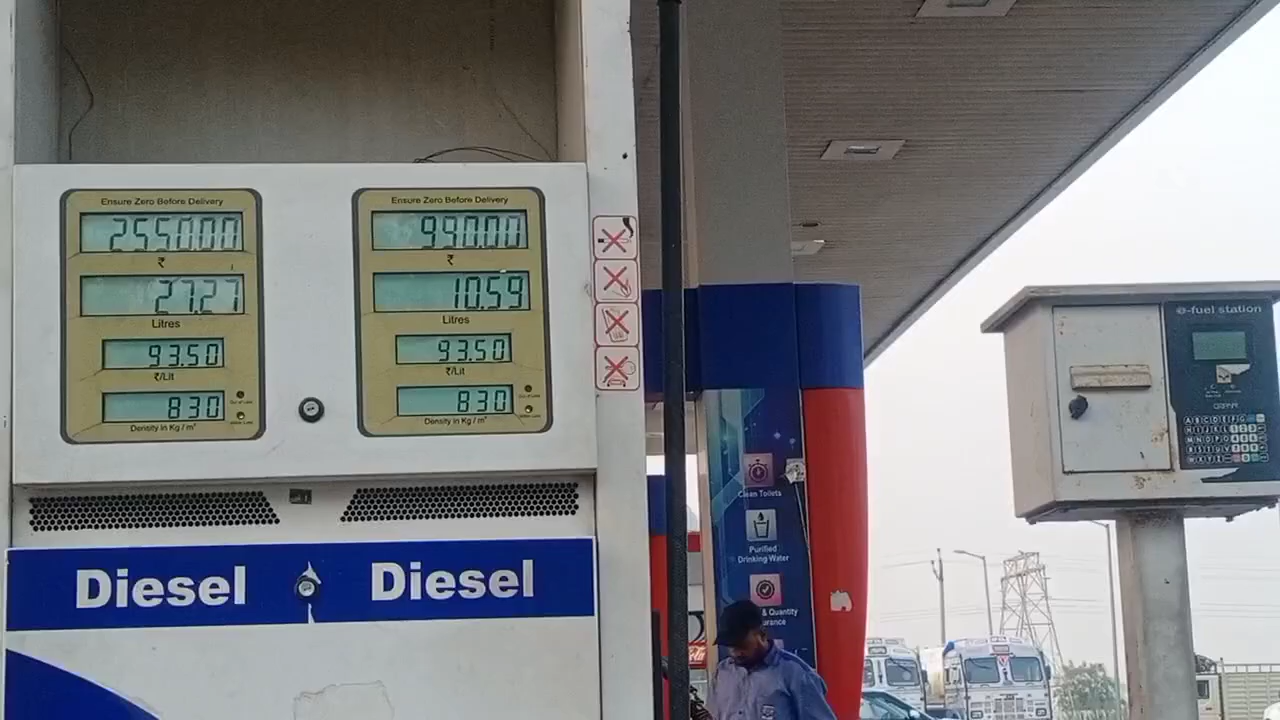 Ensure Zero Before Delivery
2550.00
₹
27.27
Litres
93.50
₹/Lit
830
Density in Kg / m³
Ensure Zero Before Delivery
990.00
₹
10.59
Litres
93.50
₹/Lit
830
Density in Kg / m³
Diesel
Diesel
Clean Toilets
Purified
Drinking Water
& Quantity
e-fuel station